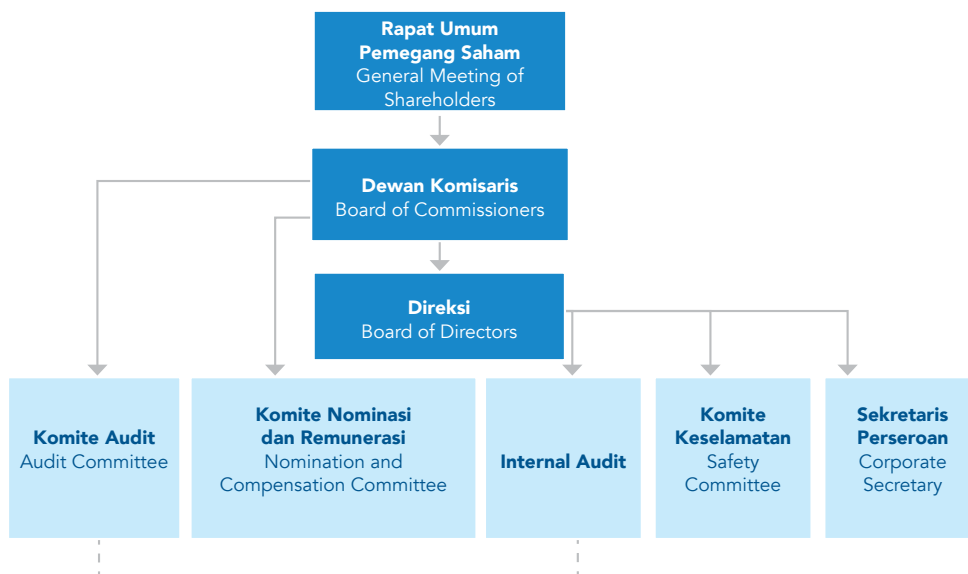 Rapat Umum
Pemegang Saham
General Meeting of
Shareholders
Dewan Komisaris
Board of Commissioners
Direksi
Board of Directors
Komite Audit
Audit Committee
Komite Nominasi
dan Remunerasi
Nomination and
Compensation Committee
Internal Audit
Komite
Keselamatan
Safety
Committee
Sekretaris
Perseroan
Corporate
Secretary